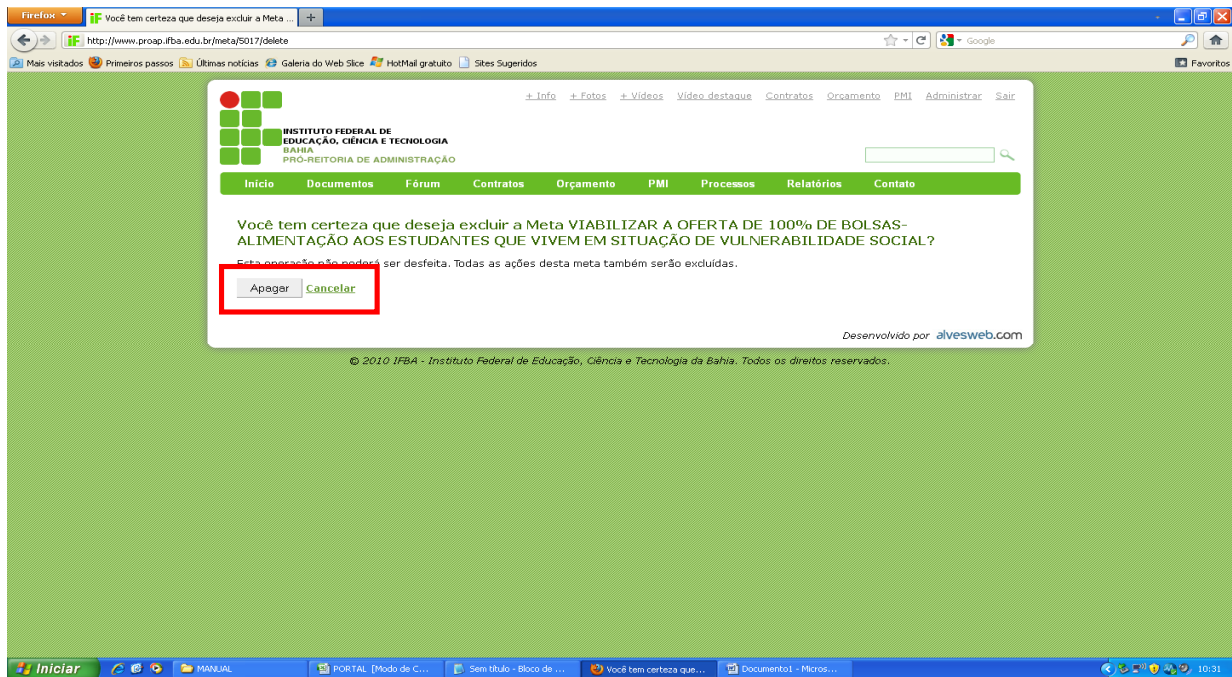 Firefox
Você tem certeza que deseja excluir a Meta ...
http://www.proap.ifba.edu.br/meta/5017/delete
Google
Mais visitados Primeiros passos Últimas notícias Galeria do Web Slice HotMail gratuito Sites Sugeridos Favoritos
+ Info + Fotos + Vídeos Vídeo destaque Contratos Orçamento PMI Administrar Sair
INSTITUTO FEDERAL DE
EDUCAÇÃO, CIÊNCIA E TECNOLOGIA
BAHIA
PRÓ-REITORIA DE ADMINISTRAÇÃO
Início Documentos Fórum Contratos Orçamento PMI Processos Relatórios Contato
Você tem certeza que deseja excluir a Meta VIABILIZAR A OFERTA DE 100% DE BOLSAS-
ALIMENTAÇÃO AOS ESTUDANTES QUE VIVEM EM SITUAÇÃO DE VULNERABILIDADE SOCIAL?
Esta operação não poderá ser desfeita. Todas as ações desta meta também serão excluídas.
Apagar Cancelar
Desenvolvido por alvesweb.com
© 2010 IFBA - Instituto Federal de Educação, Ciência e Tecnologia da Bahia. Todos os direitos reservados.
Iniciar MANUAL PORTAL [Modo de C... Sem título - Bloco de ... Você tem certeza que... Documento1 - Micros... 10:31